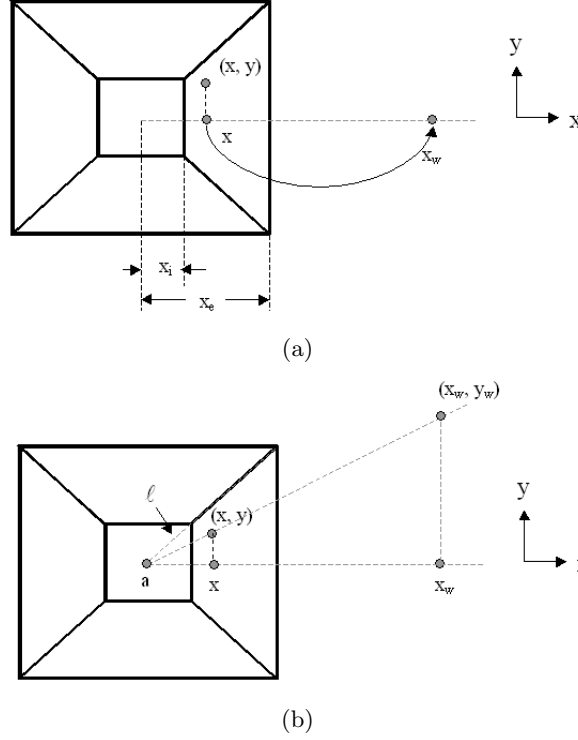 y
(x, y)
x
x
x_w
x_i
x_e
(a)
(x_w, y_w)
y
ℓ
(x, y)
a
x
x_w
(b)